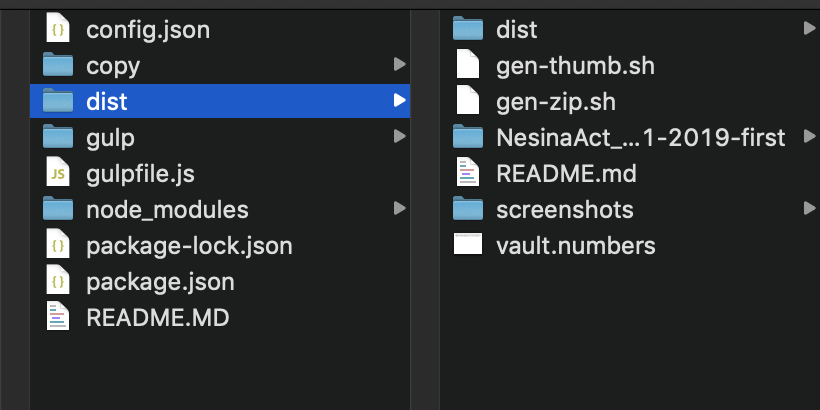 config.json
copy
dist
gulp
gulpfile.js
node_modules
package-lock.json
package.json
README.MD
dist
gen-thumb.sh
gen-zip.sh
NesinaAct_...1-2019-first
README.md
screenshots
vault.numbers